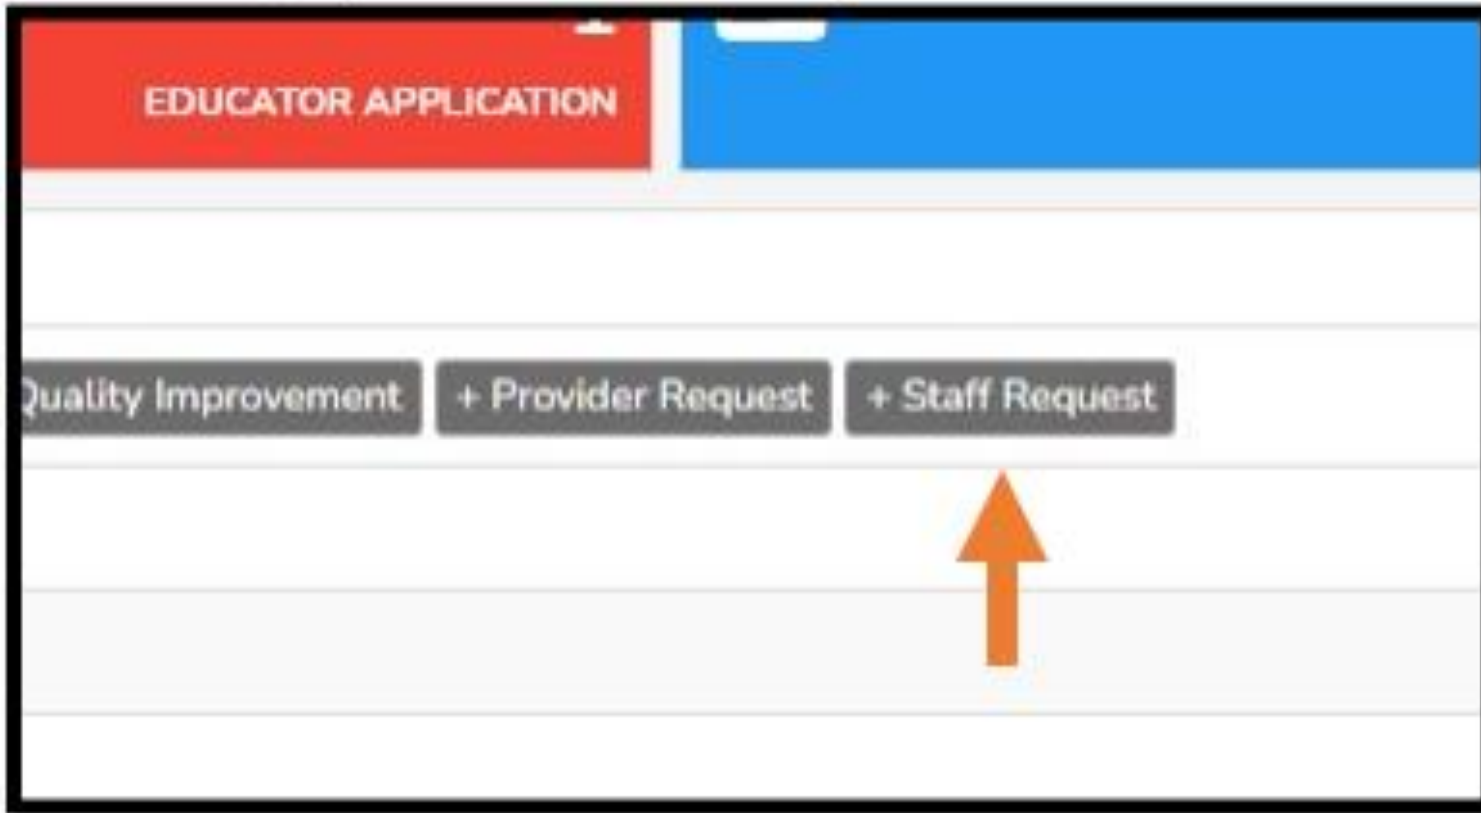 EDUCATOR APPLICATION
Quality Improvement + Provider Request + Staff Request